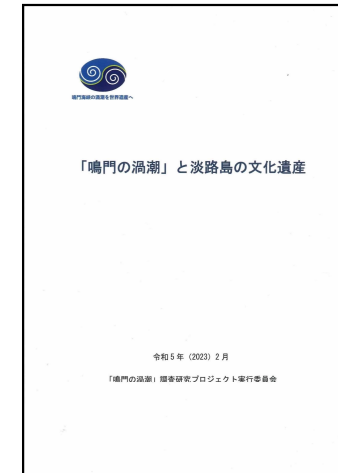 鳴門海峡の渦潮を世界遺産へ
「鳴門の渦潮」と淡路島の文化遺産
令和5年（2023）2月
「鳴門の渦潮」調査研究プロジェクト実行委員会